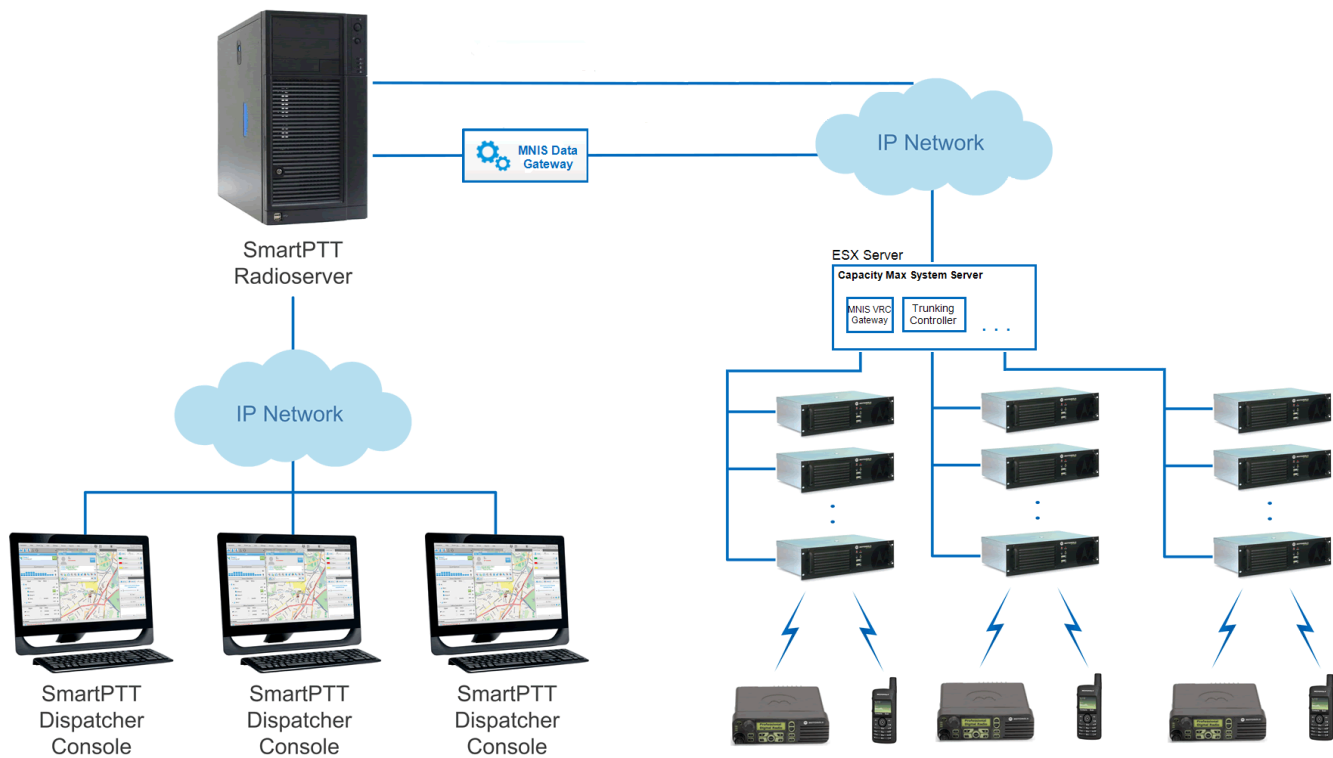 MNIS Data
Gateway
IP Network
SmartPTT
Radioserver
ESX Server
Capacity Max System Server
MNIS VRC
Gateway
Trunking
Controller
. . .
IP Network
SmartPTT
Dispatcher
Console
SmartPTT
Dispatcher
Console
SmartPTT
Dispatcher
Console